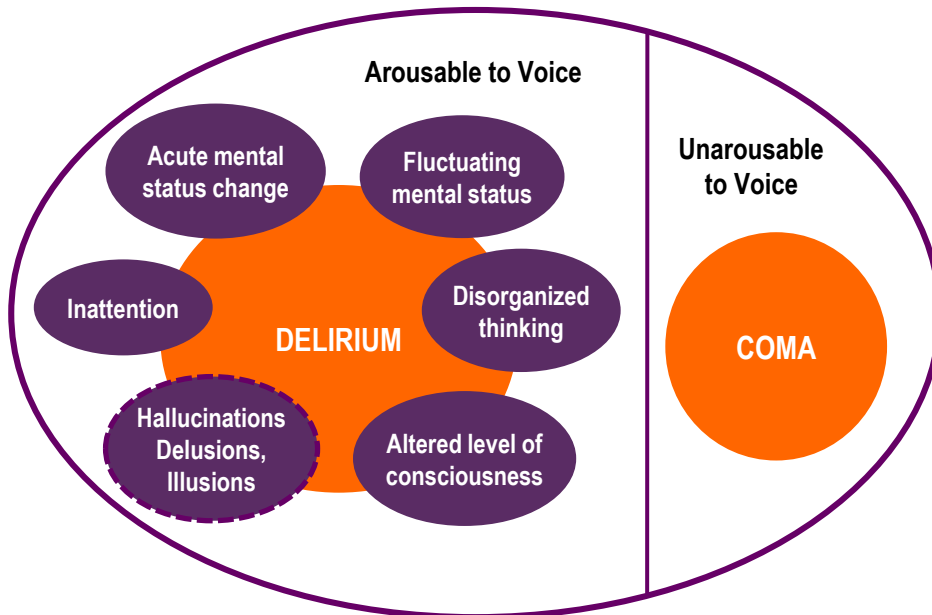 Arousable to Voice
Acute mental
status change
Fluctuating
mental status
Inattention
Disorganized
thinking
DELIRIUM
Hallucinations
Delusions,
Illusions
Altered level of
consciousness
Unarousable
to Voice
COMA